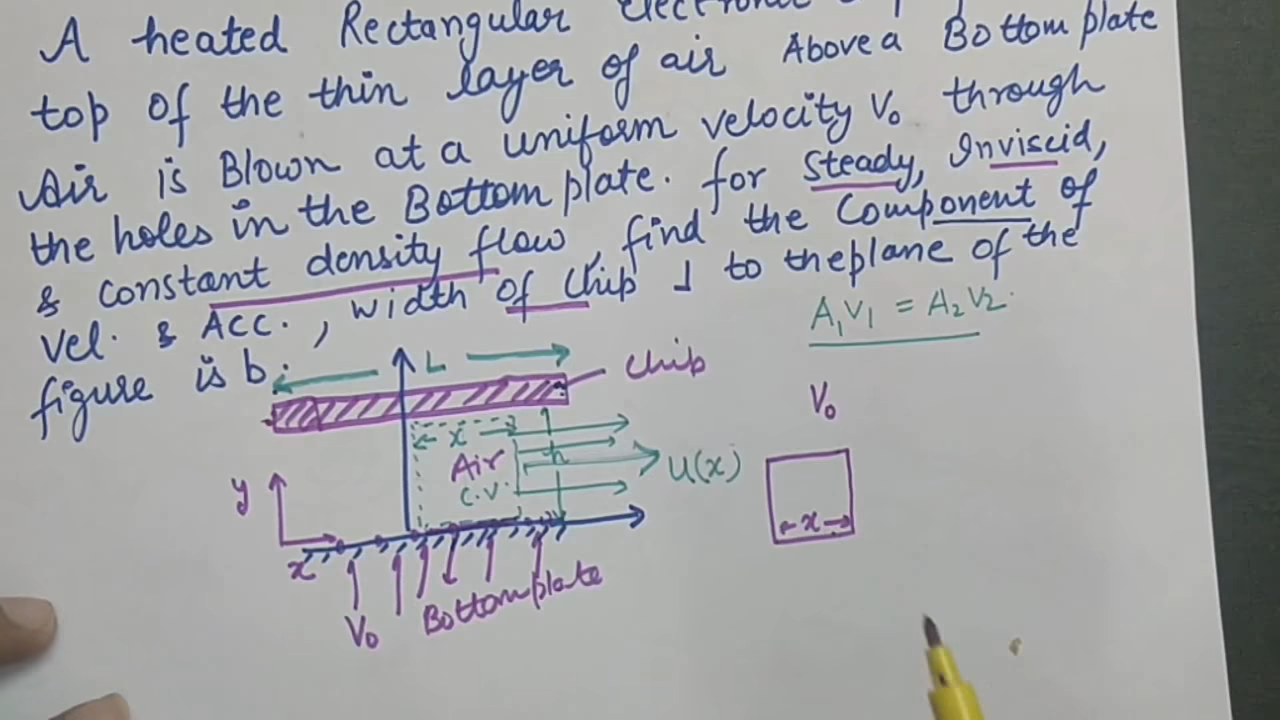 A heated Rectangular electronic
top of the thin layer of air Above a Bottom plate
Air is Blown at a uniform velocity V₀ through
the holes in the Bottom plate. for Steady, Inviscid,
& constant density flow, find the Component of
Vel. & ACC., width of Chip ⊥ to the plane of the
figure is b.
A₁V₁ = A₂V₂.
L
Chip
V₀
x
Air
h
C.V.
U(x)
y
x
x
Bottom plate
V₀